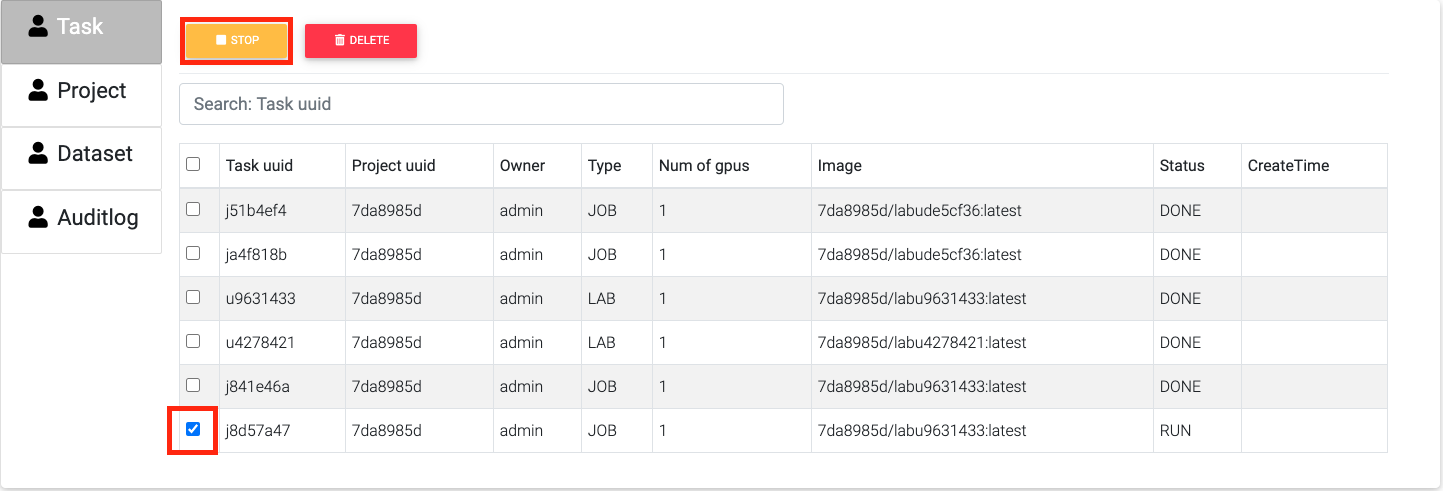 Task
Project
Dataset
Auditlog
STOP DELETE
Search: Task uuid
Task uuid Project uuid Owner Type Num of gpus Image Status CreateTime
j51b4ef4 7da8985d admin JOB 1 7da8985d/labude5cf36:latest DONE
ja4f818b 7da8985d admin JOB 1 7da8985d/labude5cf36:latest DONE
u9631433 7da8985d admin LAB 1 7da8985d/labu9631433:latest DONE
u4278421 7da8985d admin LAB 1 7da8985d/labu4278421:latest DONE
j841e46a 7da8985d admin JOB 1 7da8985d/labu9631433:latest DONE
j8d57a47 7da8985d admin JOB 1 7da8985d/labu9631433:latest RUN